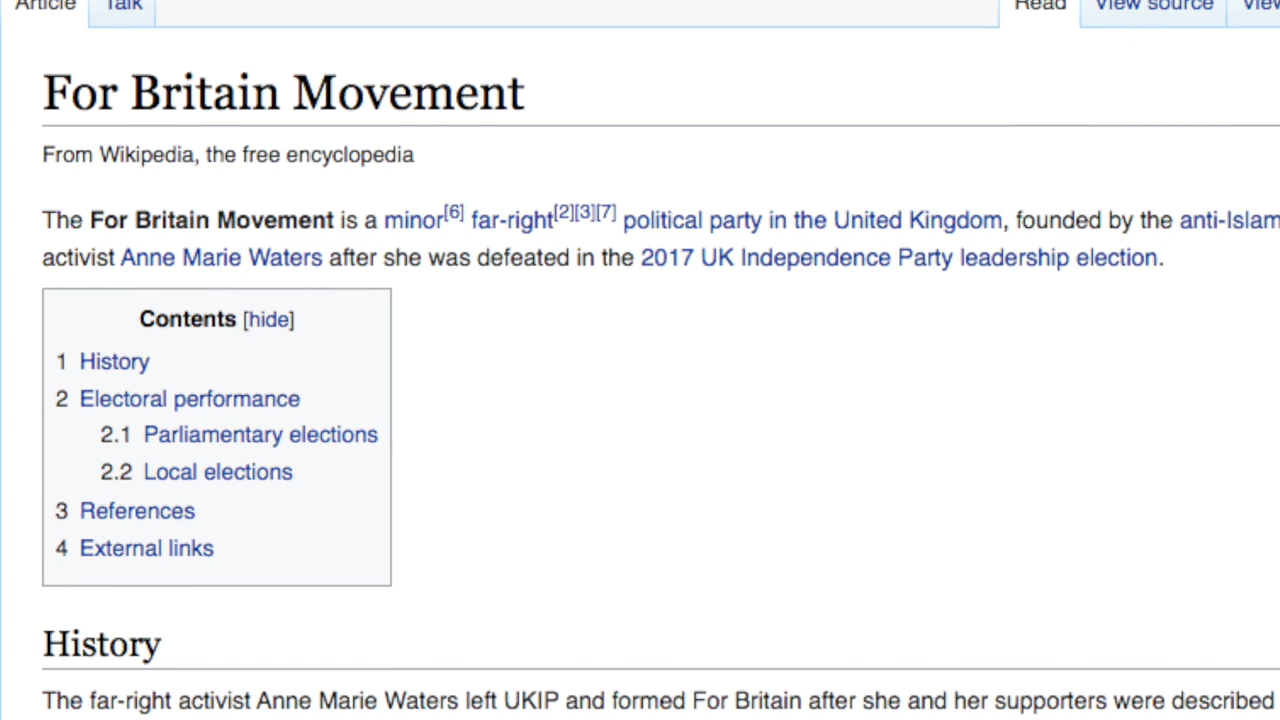 Article Talk Read View source View
For Britain Movement
From Wikipedia, the free encyclopedia
The For Britain Movement is a minor[6] far-right[2][3][7] political party in the United Kingdom, founded by the anti-Islam
activist Anne Marie Waters after she was defeated in the 2017 UK Independence Party leadership election.
Contents [hide]
1 History
2 Electoral performance
2.1 Parliamentary elections
2.2 Local elections
3 References
4 External links
History
The far-right activist Anne Marie Waters left UKIP and formed For Britain after she and her supporters were described